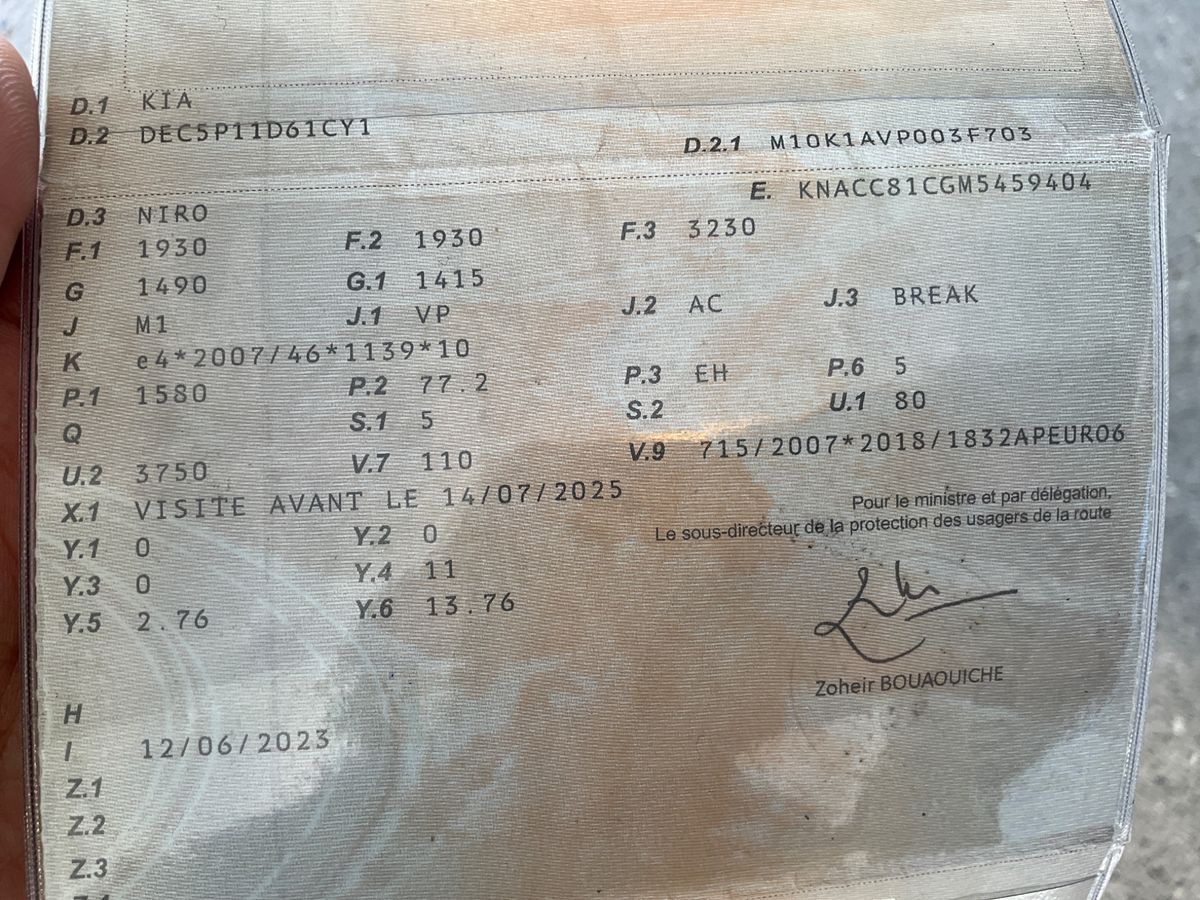 D.1 KIA
D.2 DEC5P11D61CY1 D.2.1 M10K1AVP003F703
E. KNACC81CGM5459404
D.3 NIRO
F.1 1930 F.2 1930 F.3 3230
G 1490 G.1 1415
J M1 J.1 VP J.2 AC J.3 BREAK
K e4*2007/46*1139*10
P.1 1580 P.2 77.2 P.3 EH P.6 5
Q S.1 5 S.2 U.1 80
U.2 3750 V.7 110 V.9 715/2007*2018/1832APEURO6
X.1 VISITE AVANT LE 14/07/2025
Pour le ministre et par délégation,
Le sous-directeur de la protection des usagers de la route
Y.1 0 Y.2 0
Y.3 0 Y.4 11
Y.5 2.76 Y.6 13.76
Zoheir BOUAOUICHE
H
I 12/06/2023
Z.1
Z.2
Z.3